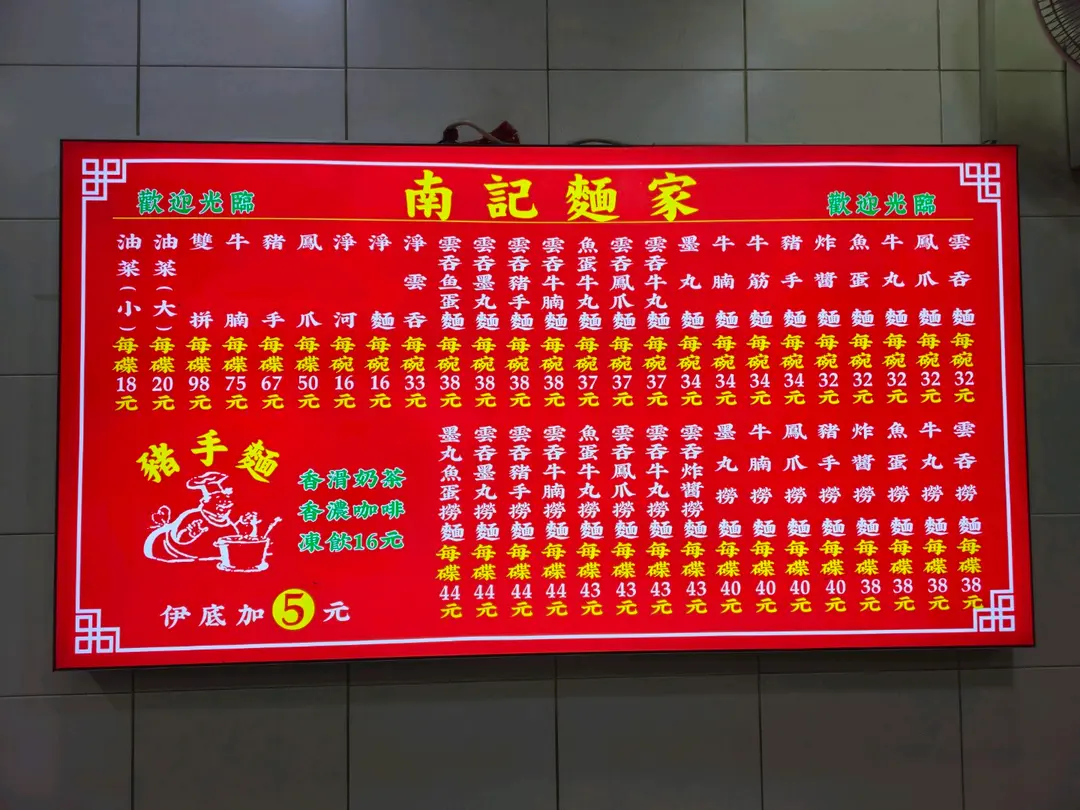 歡迎光臨
南記麵家
歡迎光臨
雲吞麵每碗32元
鳳爪麵每碗32元
牛丸麵每碗32元
魚蛋麵每碗32元
炸醬麵每碗32元
豬手麵每碗34元
牛筋麵每碗34元
牛腩麵每碗34元
墨丸麵每碗34元
雲吞牛丸麵每碗37元
雲吞鳳爪麵每碗37元
魚蛋牛丸麵每碗37元
雲吞牛腩麵每碗38元
雲吞豬手麵每碗38元
雲吞墨丸麵每碗38元
雲吞鱼蛋麵每碗38元
淨雲吞每碗33元
淨麵每碗16元
淨河每碗16元
鳳爪每碟50元
豬手每碟67元
牛腩每碟75元
雙拼每碟98元
油菜(大)每碟20元
油菜(小)每碟18元
雲吞撈麵每碟38元
牛丸撈麵每碟38元
魚蛋撈麵每碟38元
炸醬撈麵每碟38元
豬手撈麵每碟40元
鳳爪撈麵每碟40元
牛腩撈麵每碟40元
墨丸撈麵每碟40元
雲吞炸醬撈麵每碟43元
雲吞牛丸撈麵每碟43元
雲吞鳳爪撈麵每碟43元
魚蛋牛丸撈麵每碟43元
雲吞牛腩撈麵每碟44元
雲吞豬手撈麵每碟44元
雲吞墨丸撈麵每碟44元
墨丸魚蛋撈麵每碟44元
豬手麵
香滑奶茶
香濃咖啡
凍飲16元
伊底加5元